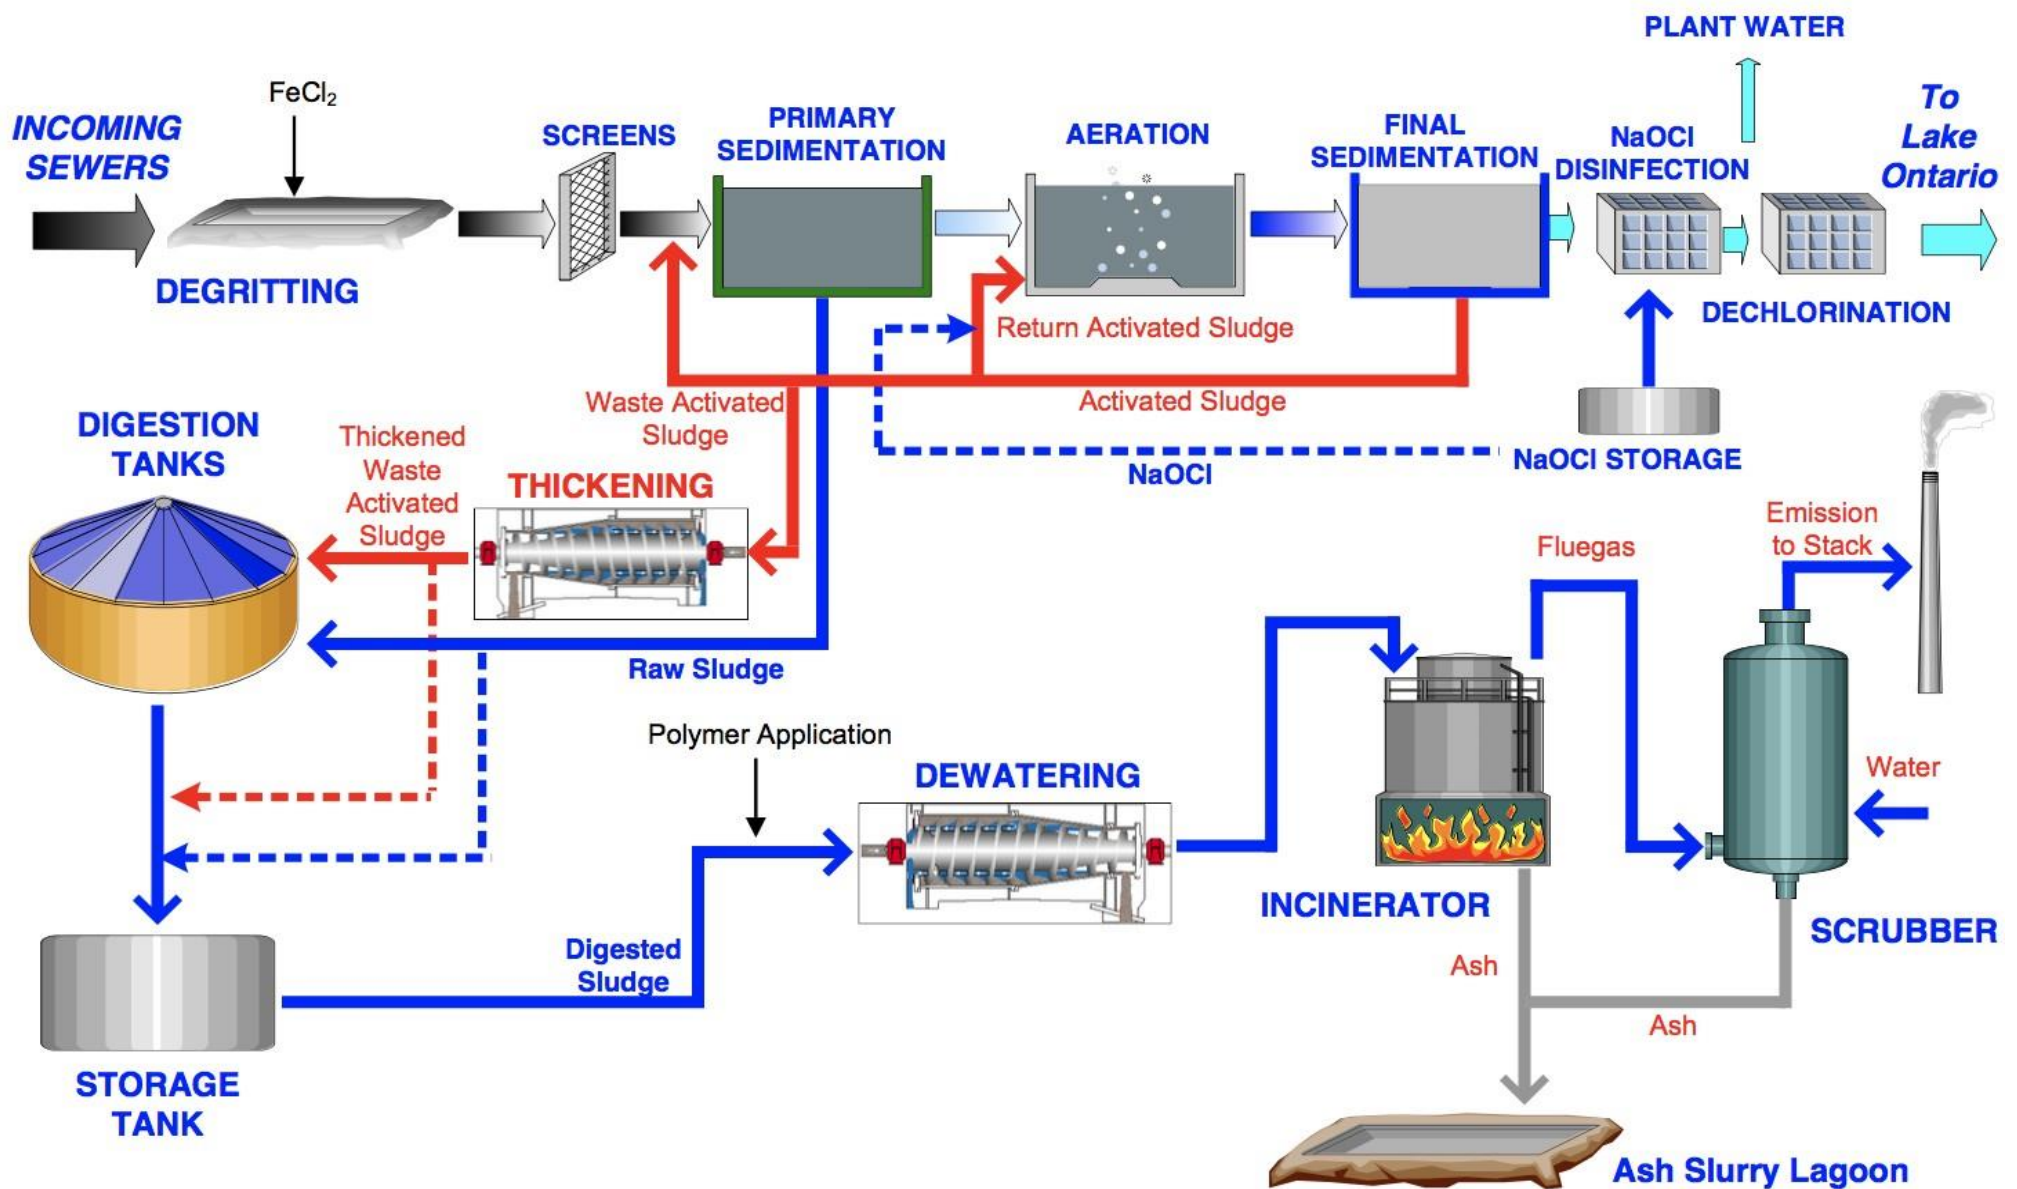 PLANT WATER
FeCl₂
INCOMING
SEWERS
SCREENS
PRIMARY
SEDIMENTATION
AERATION
FINAL
SEDIMENTATION
NaOCl
DISINFECTION
To
Lake
Ontario
DEGRITTING
DECHLORINATION
Return Activated Sludge
Waste Activated
Sludge
Activated Sludge
NaOCl
NaOCl STORAGE
DIGESTION
TANKS
Thickened
Waste
Activated
Sludge
THICKENING
Raw Sludge
Fluegas
Emission
to Stack
Water
Polymer Application
DEWATERING
INCINERATOR
SCRUBBER
Digested
Sludge
Ash
Ash
STORAGE
TANK
Ash Slurry Lagoon